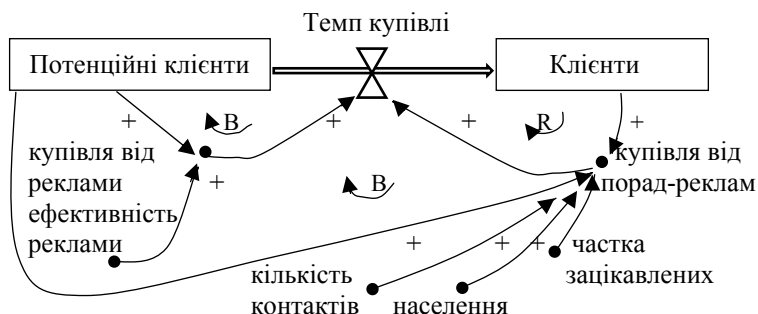 Темп купівлі
Потенційні клієнти
Клієнти
+
B
+
+
R
+
купівля від
реклами
ефективність
реклами
+
B
купівля від
порад-реклам
+
+
+
частка
зацікавлених
кількість
контактів
населення